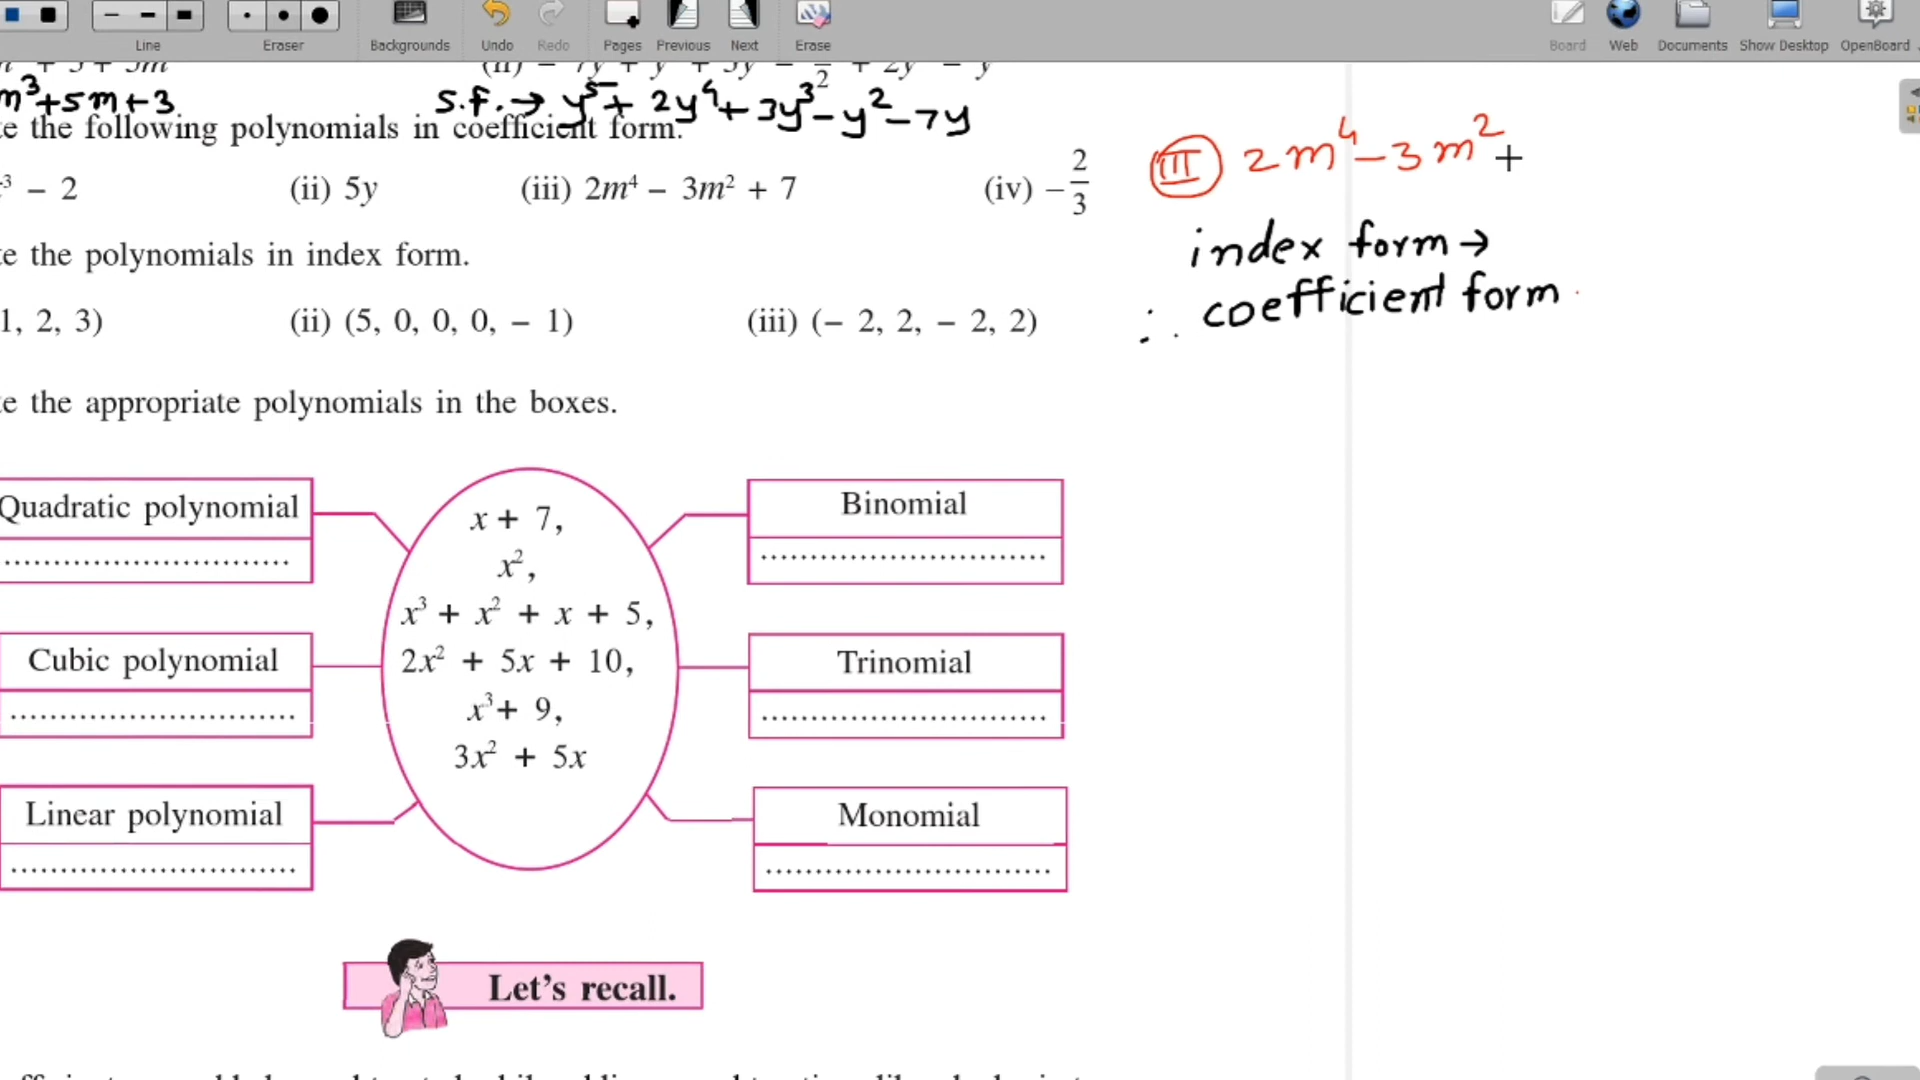 Line Eraser Backgrounds Undo Redo Pages Previous Next Erase Board Web Documents Show Desktop OpenBoard
m³+5m+3 S.f.→ y⁵+ 2y⁴+ 3y³−y²−7y
te the following polynomials in coefficient form.
³ − 2 (ii) 5y (iii) 2m⁴ − 3m² + 7 (iv) −2/3
te the polynomials in index form.
1, 2, 3) (ii) (5, 0, 0, 0, − 1) (iii) (− 2, 2, − 2, 2)
te the appropriate polynomials in the boxes.
Quadratic polynomial
..............................
Cubic polynomial
..............................
Linear polynomial
..............................
x + 7,
x²,
x³ + x² + x + 5,
2x² + 5x + 10,
x³+ 9,
3x² + 5x
Binomial
..............................
Trinomial
..............................
Monomial
..............................
Let's recall.
III 2m⁴−3m²+
index form→
∴ coefficient form